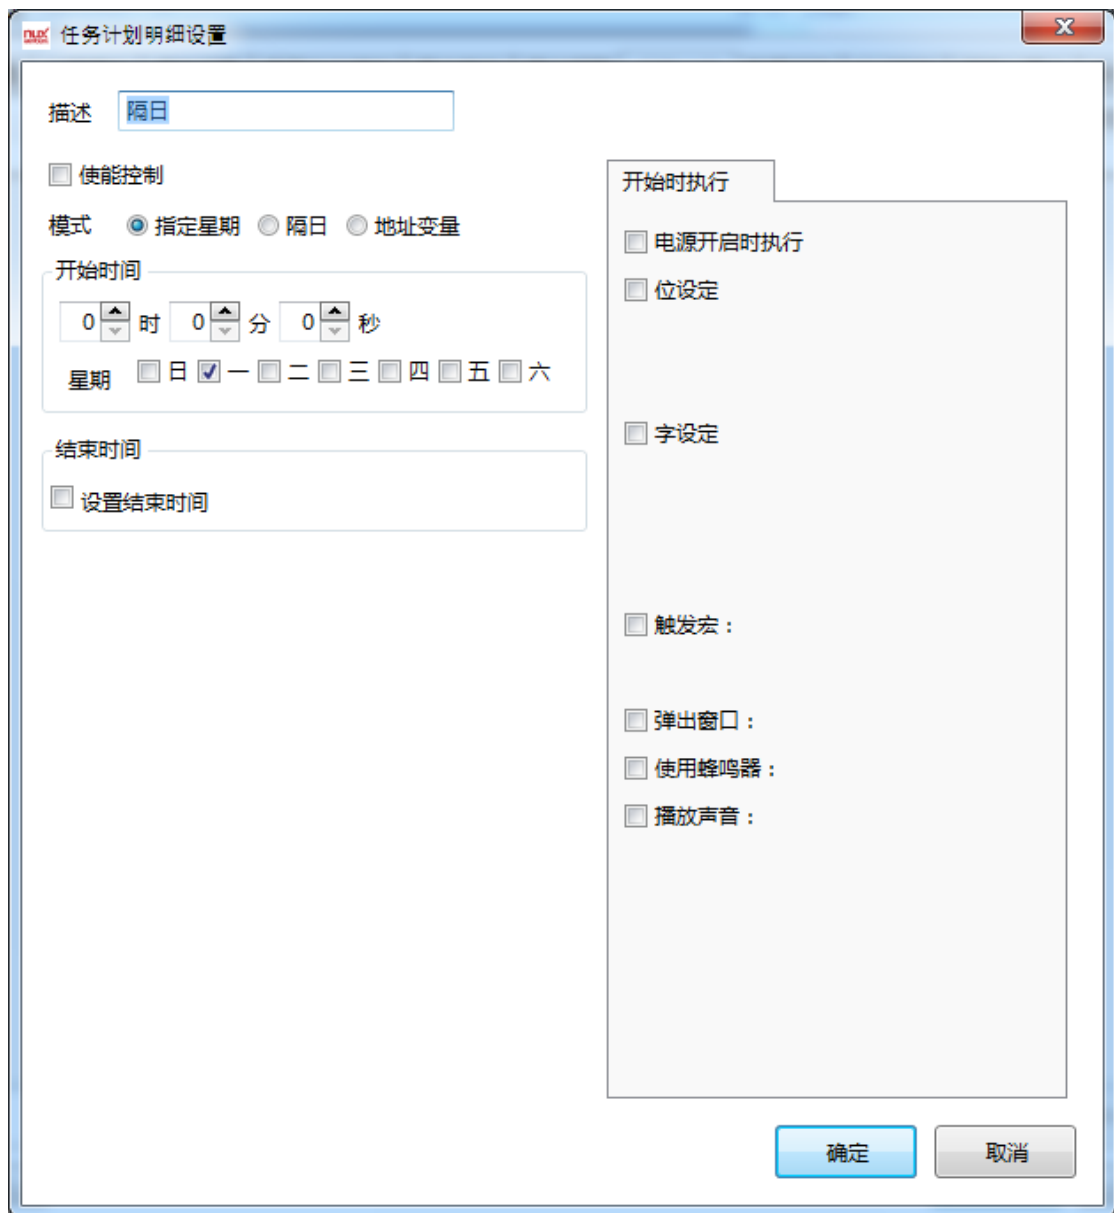 nux 任务计划明细设置
描述 隔日
使能控制
模式 指定星期 隔日 地址变量
开始时间
0 时 0 分 0 秒
星期 日 一 二 三 四 五 六
结束时间
设置结束时间
开始时执行
电源开启时执行
位设定
字设定
触发宏：
弹出窗口：
使用蜂鸣器：
播放声音：
确定 取消